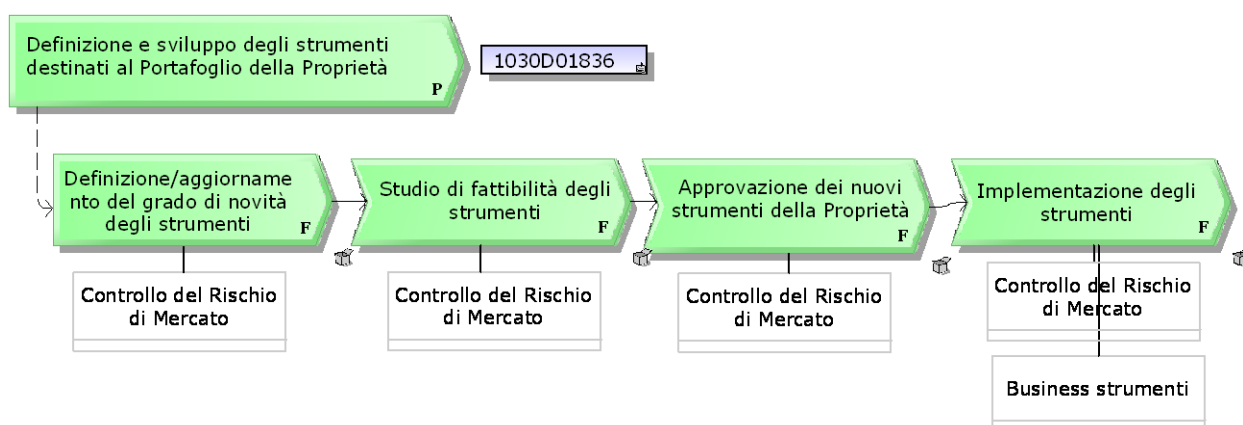 Definizione e sviluppo degli strumenti
destinati al Portafoglio della Proprietà
P
1030D01836
Definizione/aggiorname
nto del grado di novità
degli strumenti
F
Studio di fattibilità degli
strumenti
F
Approvazione dei nuovi
strumenti della Proprietà
F
Implementazione degli
strumenti
F
Controllo del Rischio
di Mercato
Controllo del Rischio
di Mercato
Controllo del Rischio
di Mercato
Controllo del Rischio
di Mercato
Business strumenti